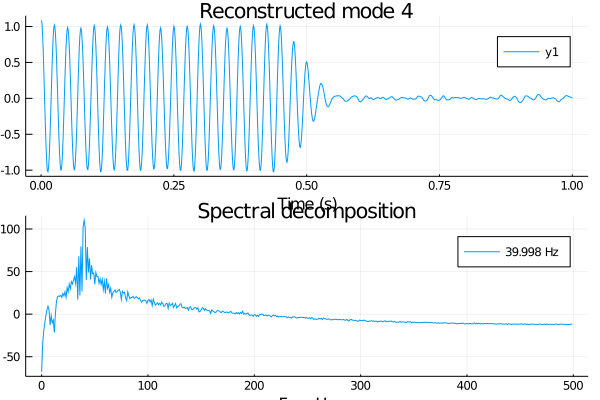 Reconstructed mode 4
1.0
0.5
0.0
-0.5
-1.0
y1
0.00 0.25 0.50 0.75 1.00
Time (s)
Spectral decomposition
100
50
0
-50
39.998 Hz
0 100 200 300 400 500